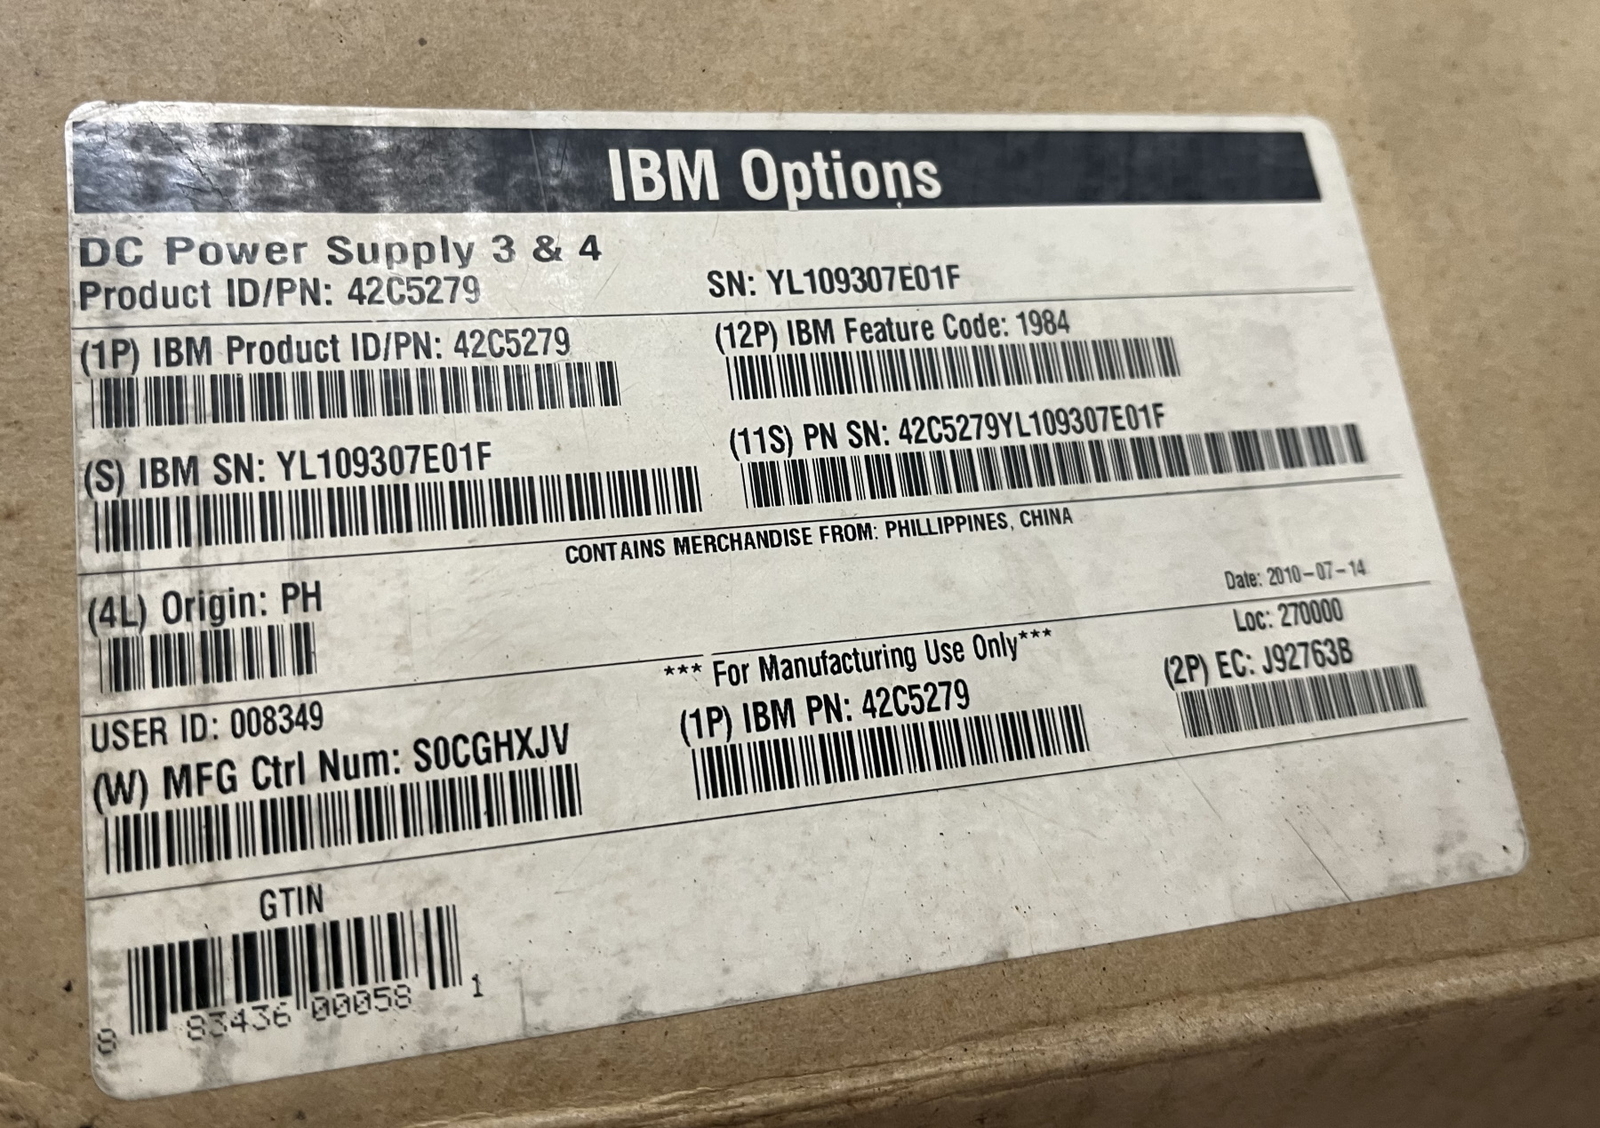 IBM Options
DC Power Supply 3 & 4
Product ID/PN: 42C5279
SN: YL109307E01F
(1P) IBM Product ID/PN: 42C5279
(12P) IBM Feature Code: 1984
(S) IBM SN: YL109307E01F
(11S) PN SN: 42C5279YL109307E01F
CONTAINS MERCHANDISE FROM: PHILLIPPINES, CHINA
(4L) Origin: PH
Date: 2010-07-14
*** For Manufacturing Use Only***
Loc: 270000
USER ID: 008349
(1P) IBM PN: 42C5279
(2P) EC: J92763B
(W) MFG Ctrl Num: S0CGHXJV
GTIN
8 83436 00058 1